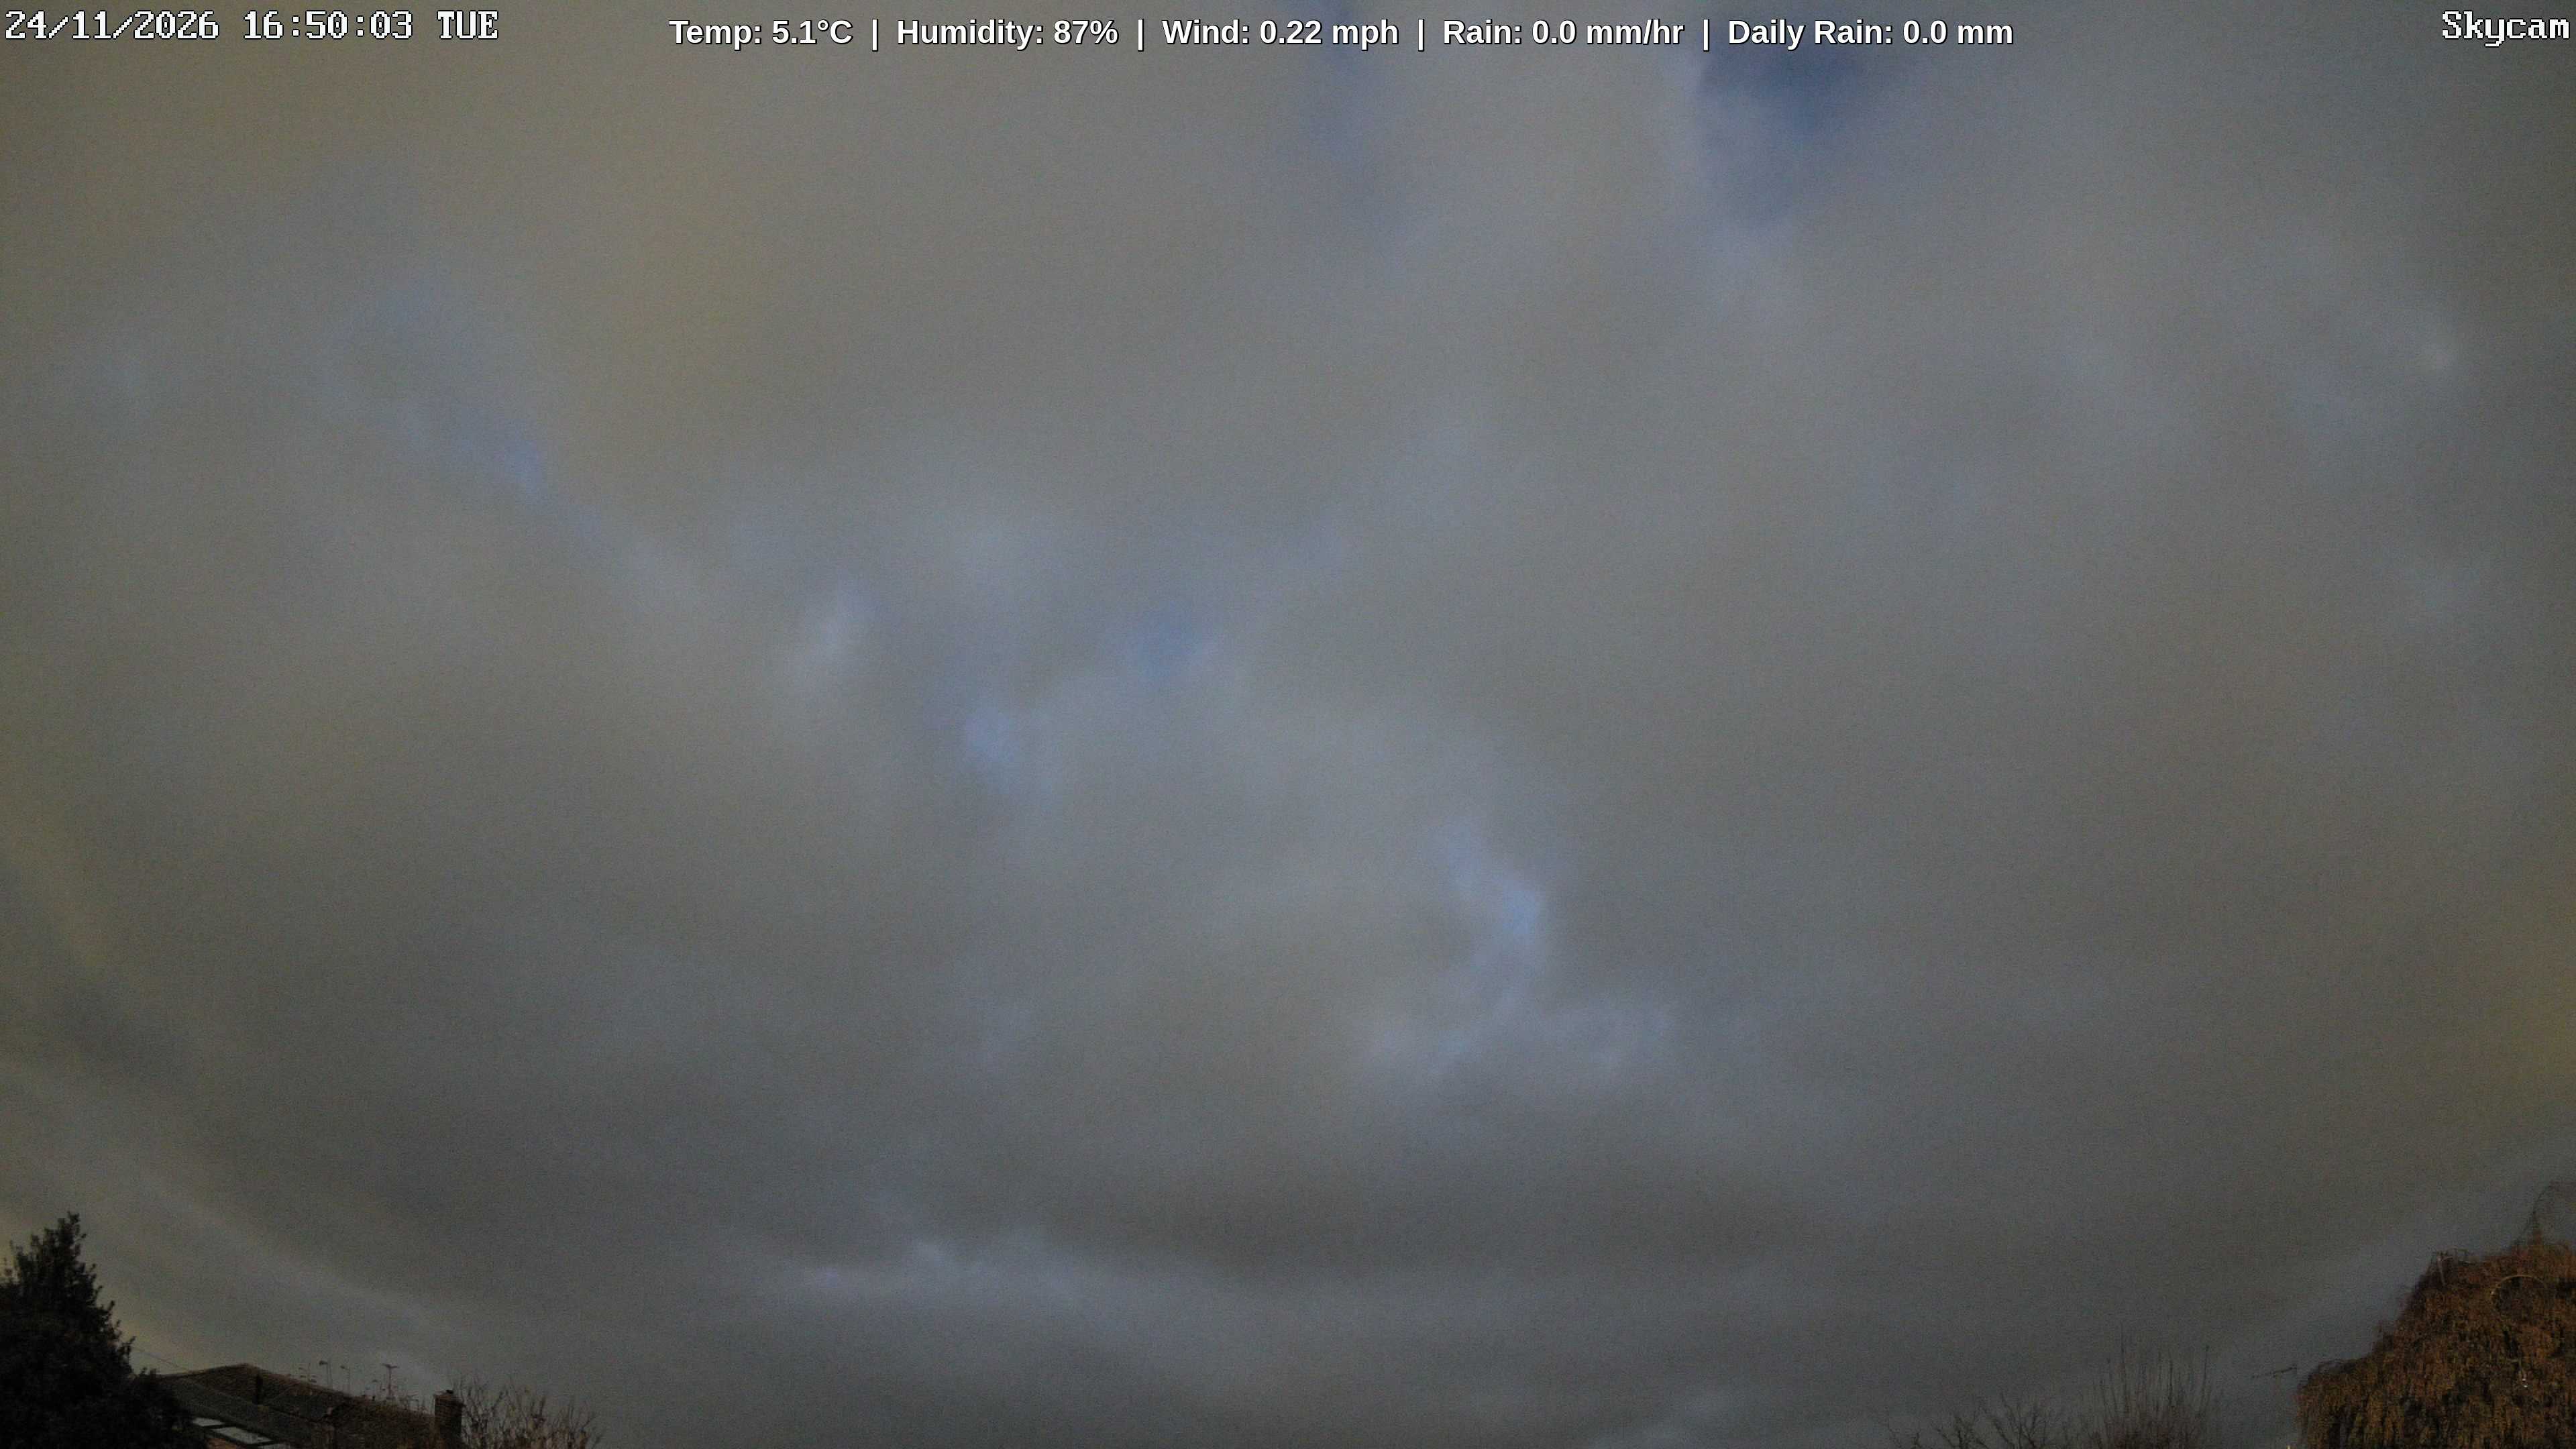 24/11/2026 16:50:03 TUE
Temp: 5.1°C | Humidity: 87% | Wind: 0.22 mph | Rain: 0.0 mm/hr | Daily Rain: 0.0 mm
Skycam